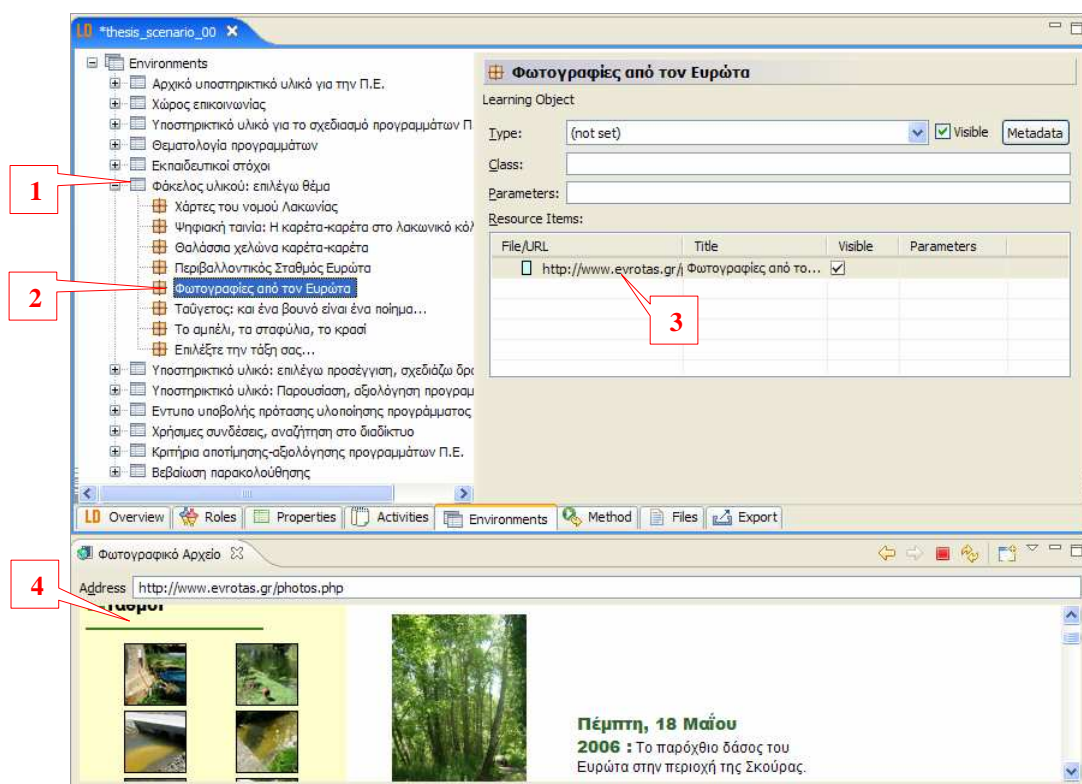 *thesis_scenario_00
Environments
Αρχικό υποστηρικτικό υλικό για την Π.Ε.
Χώρος επικοινωνίας
Υποστηρικτικό υλικό για το σχεδιασμό προγραμμάτων Π
Θεματολογία προγραμμάτων
Εκπαιδευτικοί στόχοι
1
Φάκελος υλικού: επιλέγω θέμα
Χάρτες του νομού Λακωνίας
Ψηφιακή ταινία: Η καρέτα-καρέτα στο λακωνικό κόλ
Θαλάσσια χελώνα καρέτα-καρέτα
Περιβαλλοντικός Σταθμός Ευρώτα
2
Φωτογραφίες από τον Ευρώτα
Ταΰγετος: και ένα βουνό είναι ένα ποίημα...
Το αμπέλι, τα σταφύλια, το κρασί
Επιλέξτε την τάξη σας...
Υποστηρικτικό υλικό: επιλέγω προσέγγιση, σχεδιάζω δρα
Υποστηρικτικό υλικό: Παρουσίαση, αξιολόγηση προγραμ
Εντυπο υποβολής πρότασης υλοποίησης προγράμματος
Χρήσιμες συνδέσεις, αναζήτηση στο διαδίκτυο
Κριτήρια αποτίμησης-αξιολόγησης προγραμμάτων Π.Ε.
Βεβαίωση παρακολούθησης
Φωτογραφίες από τον Ευρώτα
Learning Object
Type: (not set) Visible Metadata
Class:
Parameters:
Resource Items:
File/URL Title Visible Parameters
http://www.evrotas.gr/ Φωτογραφίες από το...
3
LD Overview Roles Properties Activities Environments Method Files Export
Φωτογραφικό Αρχείο
4
Address http://www.evrotas.gr/photos.php
Πέμπτη, 18 Μαΐου
2006 : Το παρόχθιο δάσος του
Ευρώτα στην περιοχή της Σκούρας.